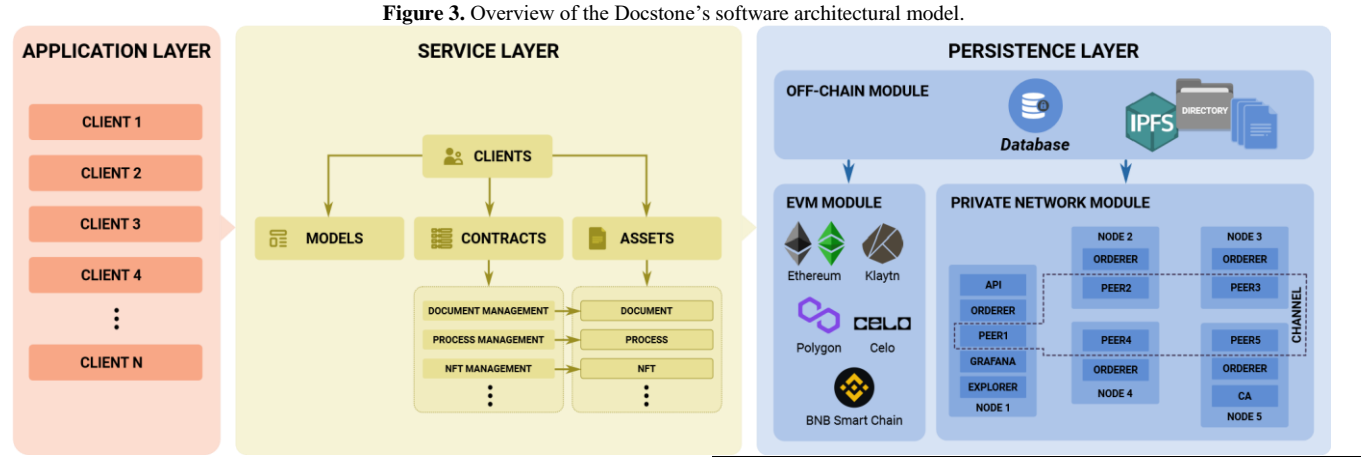 Figure 3. Overview of the Docstone’s software architectural model.
APPLICATION LAYER
CLIENT 1
CLIENT 2
CLIENT 3
CLIENT 4
CLIENT N
SERVICE LAYER
CLIENTS
MODELS
CONTRACTS
ASSETS
DOCUMENT MANAGEMENT
DOCUMENT
PROCESS MANAGEMENT
PROCESS
NFT MANAGEMENT
NFT
PERSISTENCE LAYER
OFF-CHAIN MODULE
Database
IPFS
DIRECTORY
EVM MODULE
Ethereum
Klaytn
Polygon
CELO
Celo
BNB Smart Chain
PRIVATE NETWORK MODULE
API
ORDERER
PEER1
GRAFANA
EXPLORER
NODE 1
NODE 2
ORDERER
PEER2
NODE 3
ORDERER
PEER3
PEER4
ORDERER
NODE 4
PEER5
ORDERER
CA
NODE 5
CHANNEL